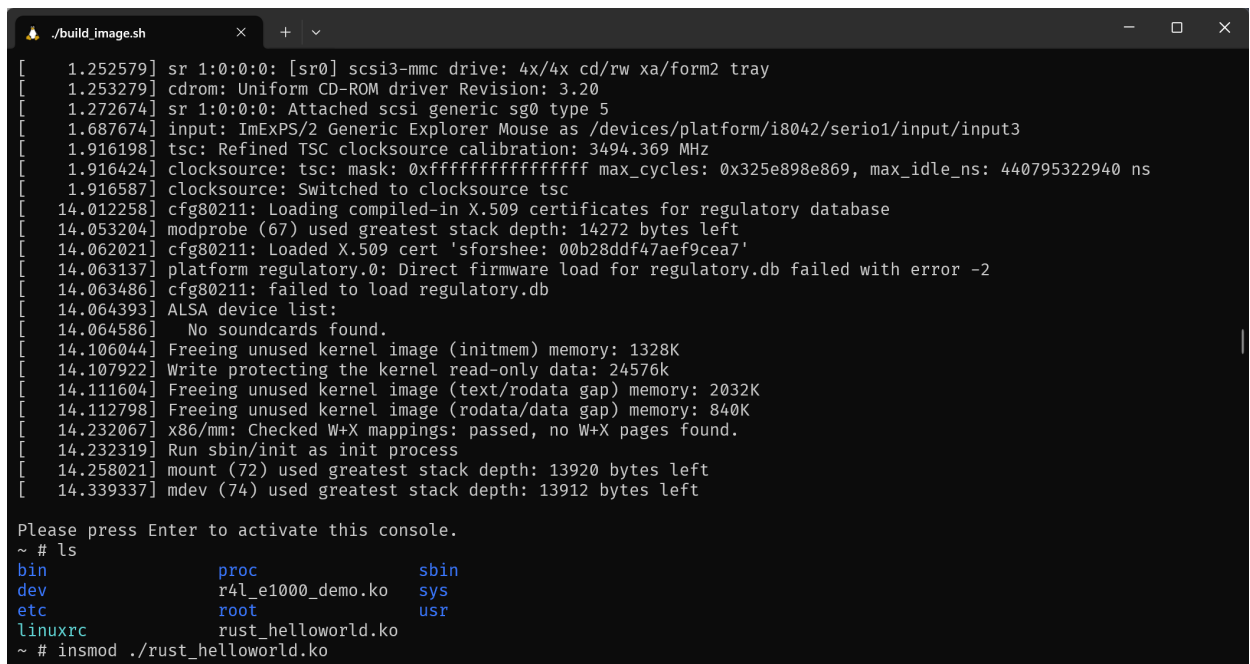 ./build_image.sh
[    1.252579] sr 1:0:0:0: [sr0] scsi3-mmc drive: 4x/4x cd/rw xa/form2 tray
[    1.253279] cdrom: Uniform CD-ROM driver Revision: 3.20
[    1.272674] sr 1:0:0:0: Attached scsi generic sg0 type 5
[    1.687674] input: ImExPS/2 Generic Explorer Mouse as /devices/platform/i8042/serio1/input/input3
[    1.916198] tsc: Refined TSC clocksource calibration: 3494.369 MHz
[    1.916424] clocksource: tsc: mask: 0xffffffffffffffff max_cycles: 0x325e898e869, max_idle_ns: 440795322940 ns
[    1.916587] clocksource: Switched to clocksource tsc
[   14.012258] cfg80211: Loading compiled-in X.509 certificates for regulatory database
[   14.053204] modprobe (67) used greatest stack depth: 14272 bytes left
[   14.062021] cfg80211: Loaded X.509 cert 'sforshee: 00b28ddf47aef9cea7'
[   14.063137] platform regulatory.0: Direct firmware load for regulatory.db failed with error -2
[   14.063486] cfg80211: failed to load regulatory.db
[   14.064393] ALSA device list:
[   14.064586]   No soundcards found.
[   14.106044] Freeing unused kernel image (initmem) memory: 1328K
[   14.107922] Write protecting the kernel read-only data: 24576k
[   14.111604] Freeing unused kernel image (text/rodata gap) memory: 2032K
[   14.112798] Freeing unused kernel image (rodata/data gap) memory: 840K
[   14.232067] x86/mm: Checked W+X mappings: passed, no W+X pages found.
[   14.232319] Run sbin/init as init process
[   14.258021] mount (72) used greatest stack depth: 13920 bytes left
[   14.339337] mdev (74) used greatest stack depth: 13912 bytes left

Please press Enter to activate this console.
~ # ls
bin                 proc                sbin
dev                 r4l_e1000_demo.ko   sys
etc                 root                usr
linuxrc             rust_helloworld.ko
~ # insmod ./rust_helloworld.ko